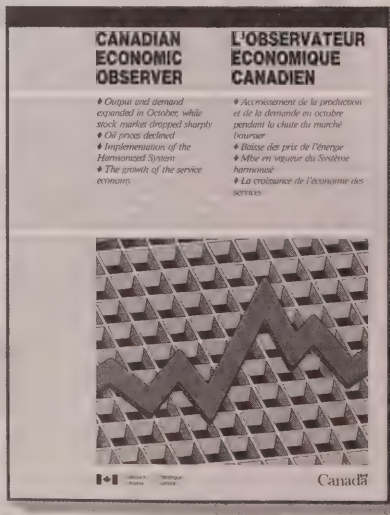 CANADIAN
ECONOMIC
OBSERVER
♦ Output and demand
expanded in October, while
stock market dropped sharply
♦ Oil prices declined
♦ Implementation of the
Harmonized System
♦ The growth of the service
economy
L'OBSERVATEUR
ÉCONOMIQUE
CANADIEN
♦ Accroissement de la production
et de la demande en octobre
pendant la chute du marché
boursier
♦ Baisse des prix de l'énergie
♦ Mise en vigueur du Système
harmonisé
♦ La croissance de l'économie des
services
Canada